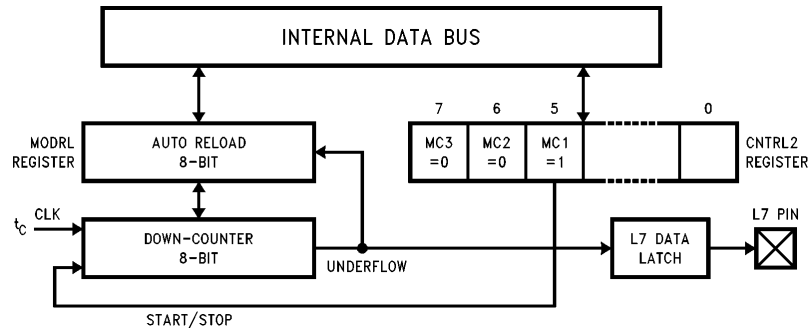 INTERNAL DATA BUS
7 6 5 0
MODRL
REGISTER
AUTO RELOAD
8-BIT
MC3
=0
MC2
=0
MC1
=1
CNTRL2
REGISTER
tC CLK
DOWN-COUNTER
8-BIT
UNDERFLOW
L7 DATA
LATCH
L7 PIN
START/STOP